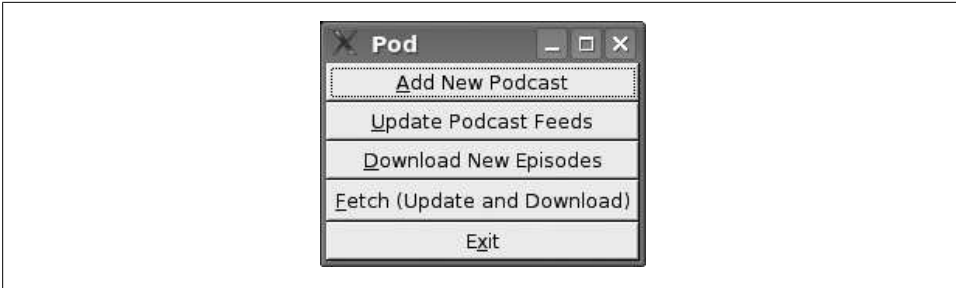 Pod
Add New Podcast
Update Podcast Feeds
Download New Episodes
Fetch (Update and Download)
Exit